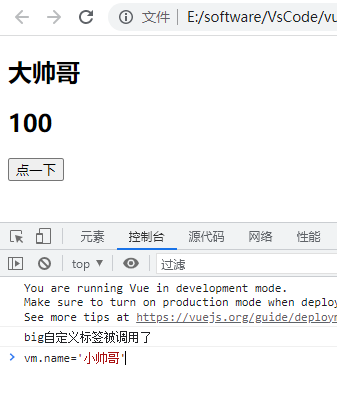 文件 E:/software/VsCode/vu
大帅哥
100
点一下
元素 控制台 源代码 网络 性能
top 过滤
You are running Vue in development mode.
Make sure to turn on production mode when deploy
See more tips at https://vuejs.org/guide/deploym
big自定义标签被调用了
> vm.name='小帅哥'